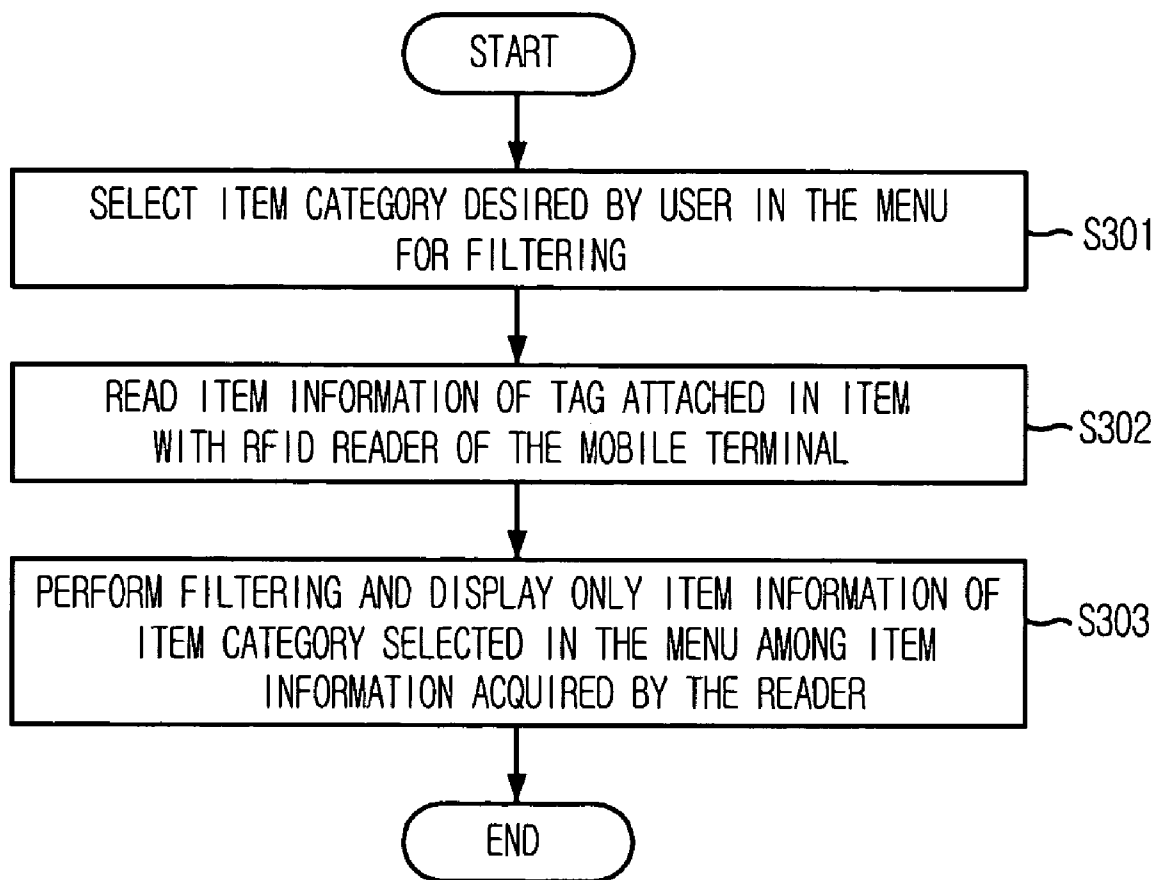 START
SELECT ITEM CATEGORY DESIRED BY USER IN THE MENU
FOR FILTERING
S301
READ ITEM INFORMATION OF TAG ATTACHED IN ITEM
WITH RFID READER OF THE MOBILE TERMINAL
S302
PERFORM FILTERING AND DISPLAY ONLY ITEM INFORMATION OF
ITEM CATEGORY SELECTED IN THE MENU AMONG ITEM
INFORMATION ACQUIRED BY THE READER
S303
END